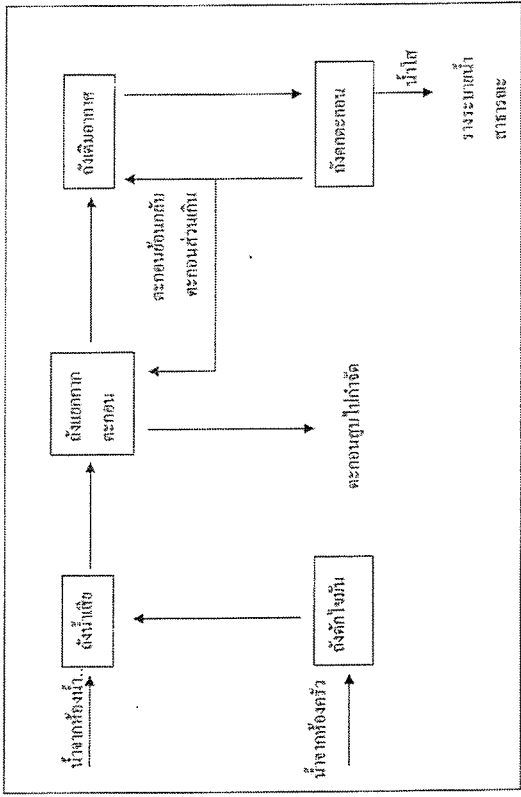 น้ำจากห้องน้ำ..
ถังน้ำเสีย
ถังแยกกาก
ตะกอน
ถังเติมอากาศ
ตะกอนย้อนกลับ
ตะกอนส่วนเกิน
น้ำจากห้องครัว
ถังดักไขมัน
ตะกอนสูบไปกำจัด
ถังตกตะกอน
น้ำใส
รางระบายน้ำ
สาธารณะ